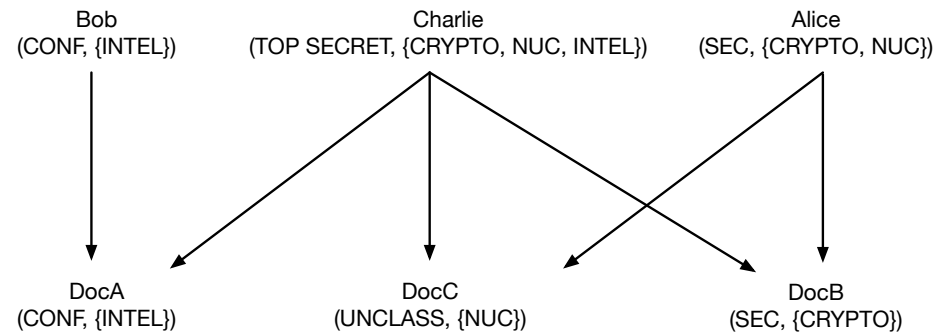 Bob
(CONF, {INTEL})
Charlie
(TOP SECRET, {CRYPTO, NUC, INTEL})
Alice
(SEC, {CRYPTO, NUC})
DocA
(CONF, {INTEL})
DocC
(UNCLASS, {NUC})
DocB
(SEC, {CRYPTO})